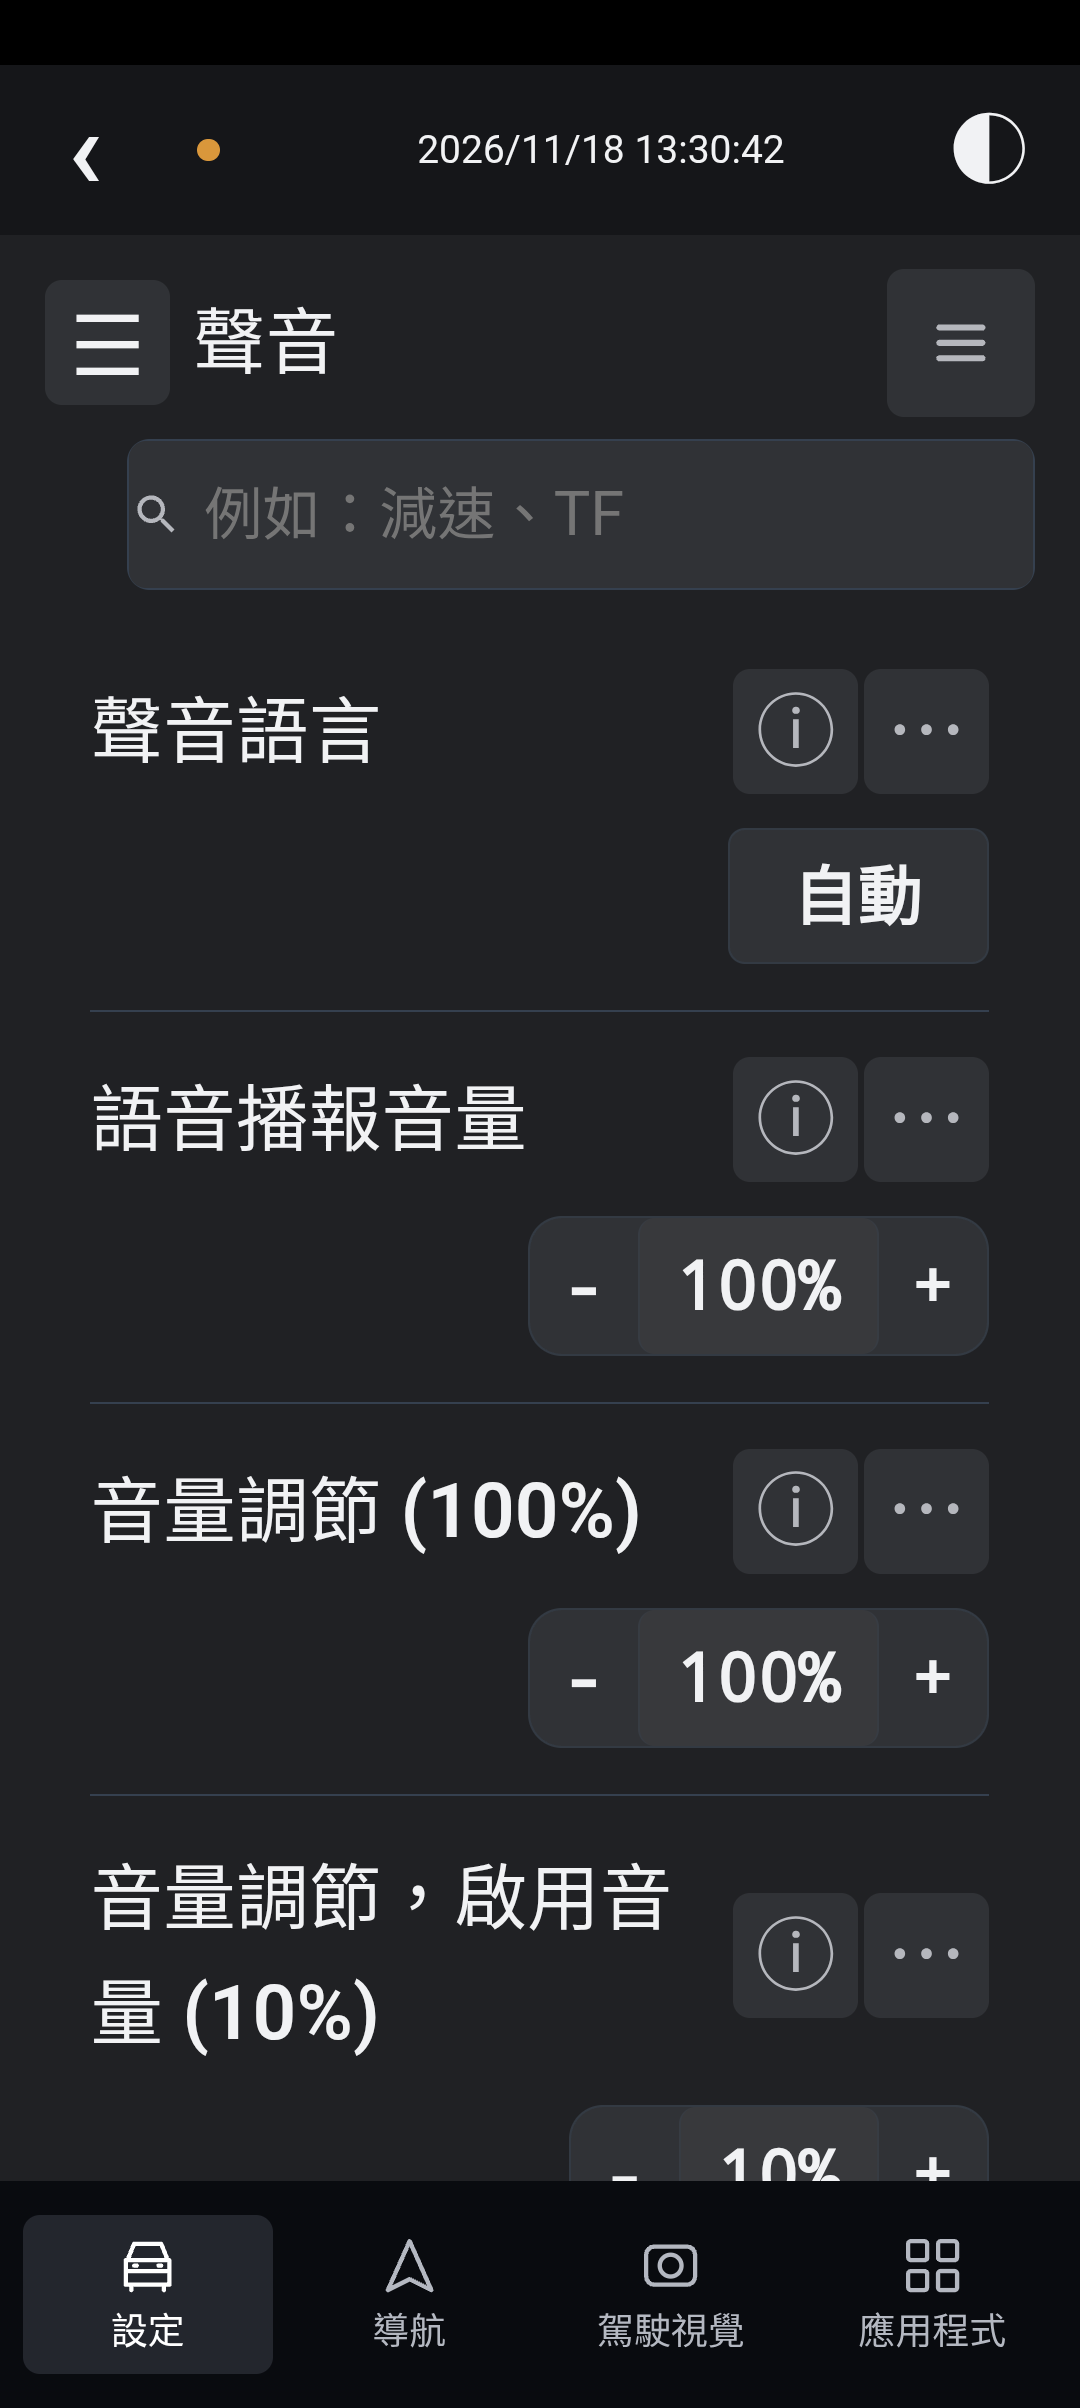 2026/11/18 13:30:42
聲音
例如：減速、TF
聲音語言
自動
語音播報音量
- 100% +
音量調節 (100%)
- 100% +
音量調節，啟用音
量 (10%)
- 10% +
設定 導航 駕駛視覺 應用程式